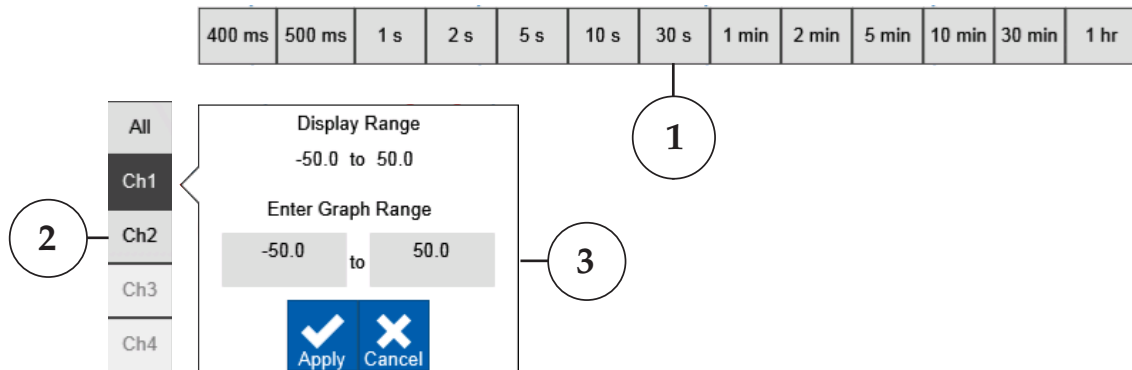 400 ms 500 ms 1 s 2 s 5 s 10 s 30 s 1 min 2 min 5 min 10 min 30 min 1 hr
1
All
Ch1
Ch2
Ch3
Ch4
2
Display Range
-50.0 to 50.0
Enter Graph Range
-50.0 to 50.0
Apply Cancel
3